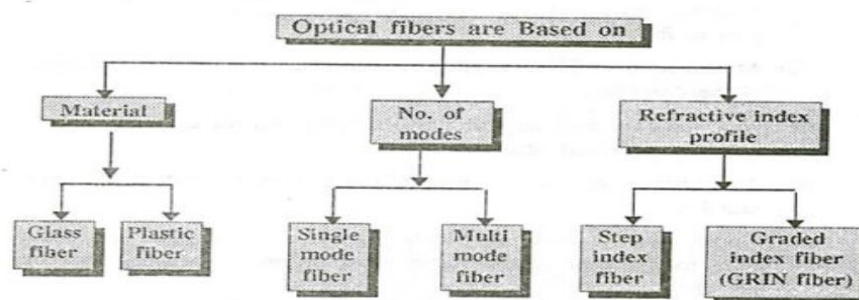 Optical fibers are Based on
Material
No. of
modes
Refractive index
profile
Glass
fiber
Plastic
fiber
Single
mode
fiber
Multi
mode
fiber
Step
index
fiber
Graded
index fiber
(GRIN fiber)